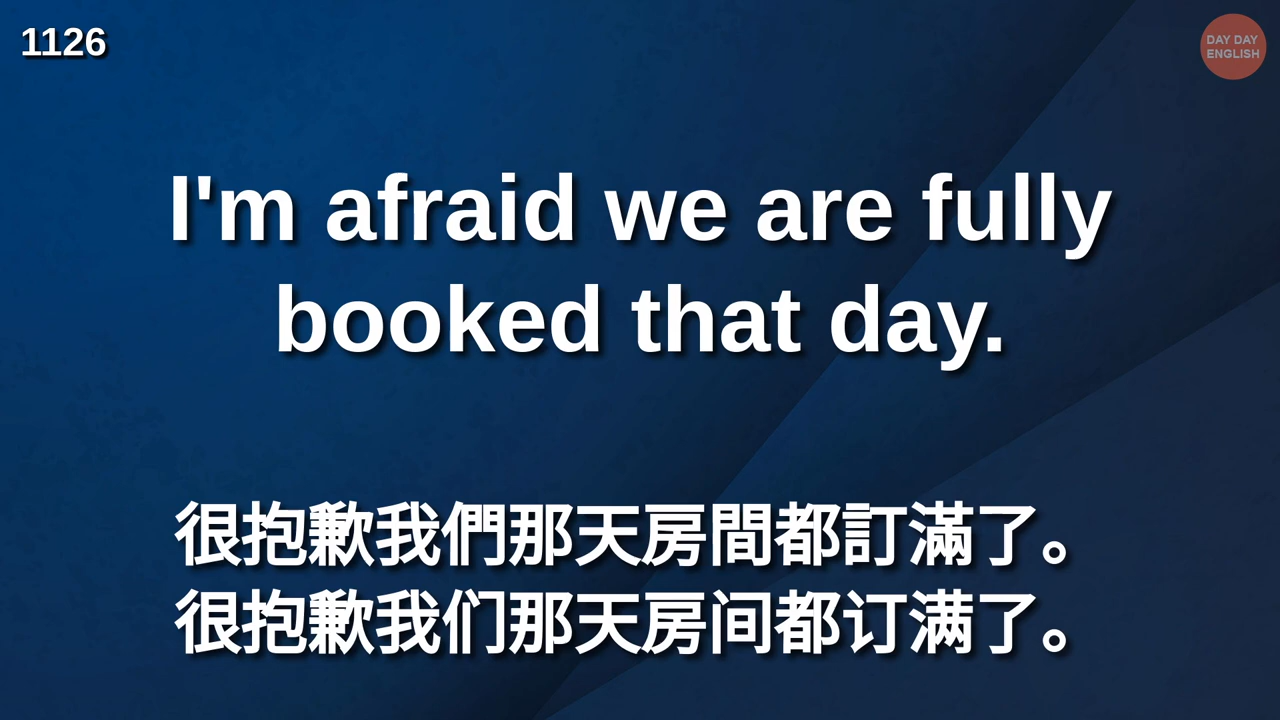 1126
DAY DAY
ENGLISH
I'm afraid we are fully
booked that day.
很抱歉我們那天房間都訂滿了。
很抱歉我们那天房间都订满了。